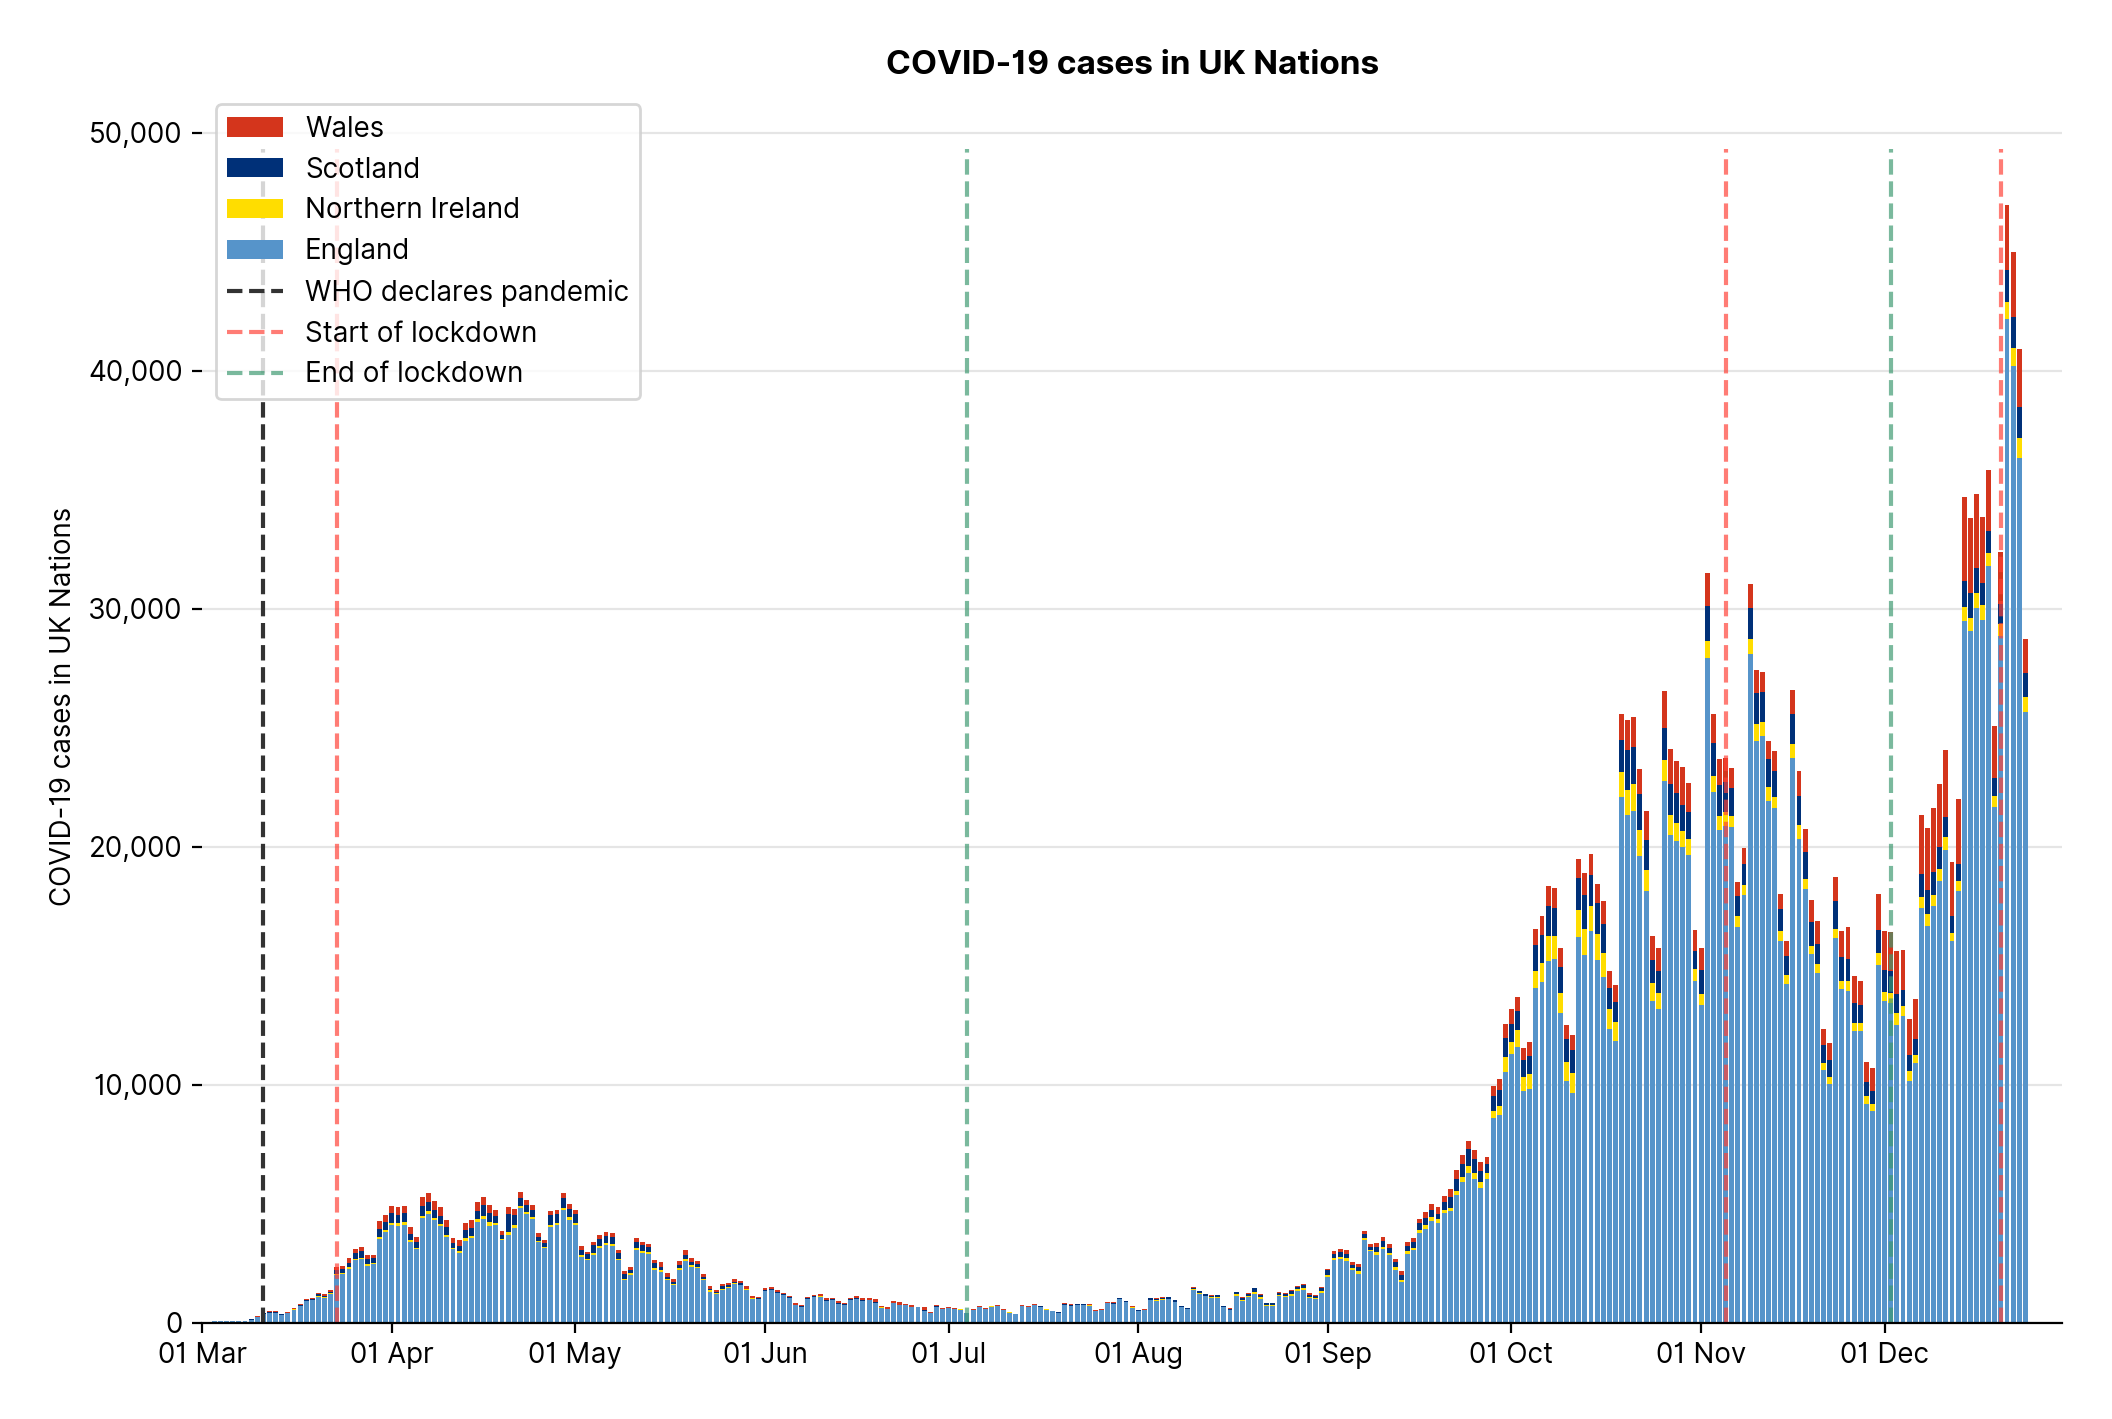 COVID-19 cases in UK Nations
Wales
Scotland
Northern Ireland
England
WHO declares pandemic
Start of lockdown
End of lockdown
COVID-19 cases in UK Nations
50,000
40,000
30,000
20,000
10,000
0
01 Mar
01 Apr
01 May
01 Jun
01 Jul
01 Aug
01 Sep
01 Oct
01 Nov
01 Dec